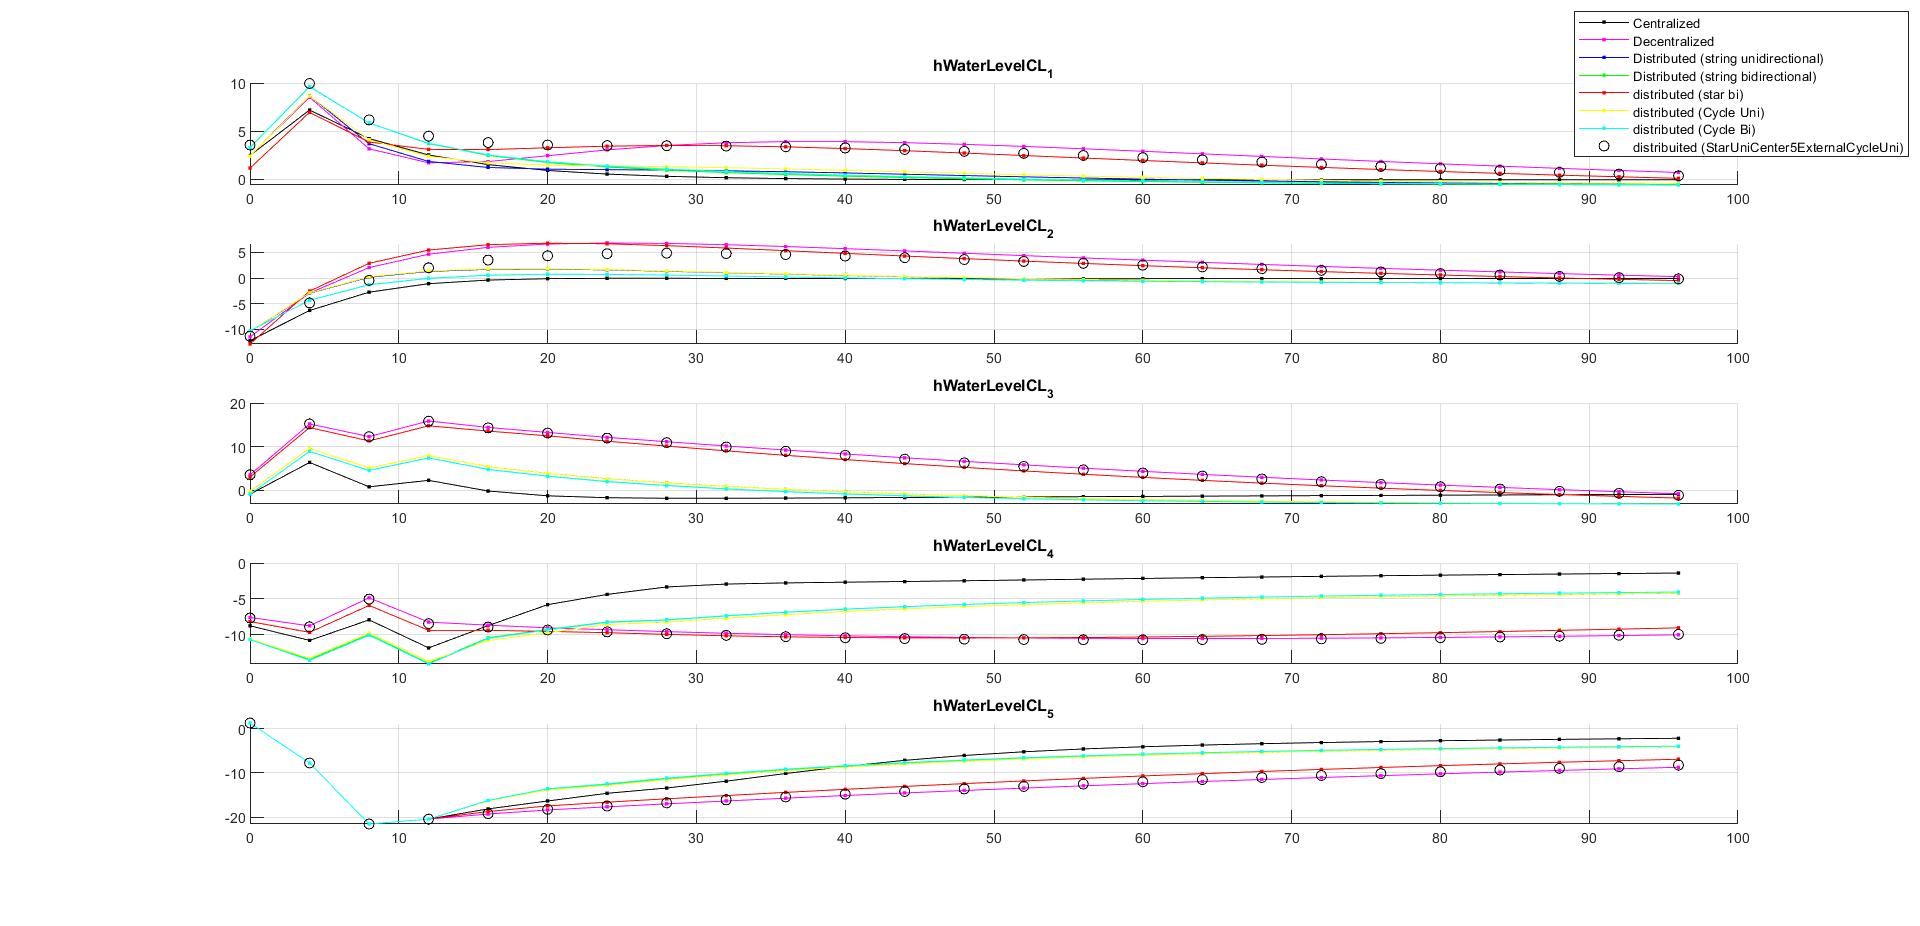 Centralized
Decentralized
Distributed (string unidirectional)
Distributed (string bidirectional)
distributed (star bi)
distributed (Cycle Uni)
distributed (Cycle Bi)
distribuited (StarUniCenter5ExternalCycleUni)
hWaterLevelCL1
10
5
0
0 10 20 30 40 50 60 70 80 90 100
hWaterLevelCL2
5
0
-5
-10
0 10 20 30 40 50 60 70 80 90 100
hWaterLevelCL3
20
10
0
0 10 20 30 40 50 60 70 80 90 100
hWaterLevelCL4
0
-5
-10
0 10 20 30 40 50 60 70 80 90 100
hWaterLevelCL5
0
-10
-20
0 10 20 30 40 50 60 70 80 90 100